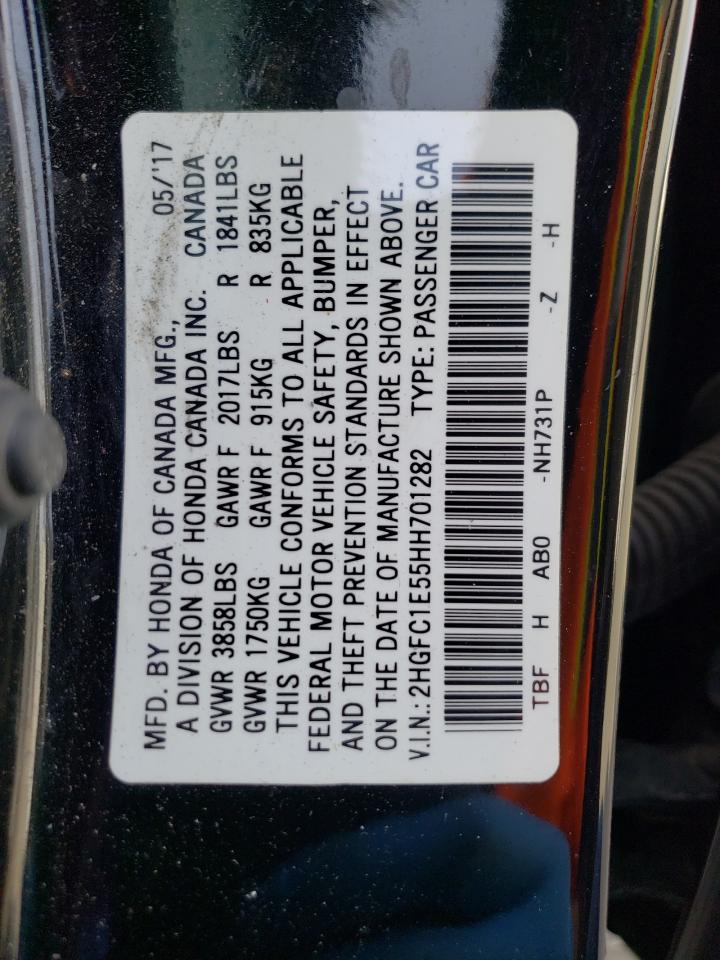 MFD. BY HONDA OF CANADA MFG., 05/'17
A DIVISION OF HONDA CANADA INC. CANADA
GVWR 3858LBS GAWR F 2017LBS R 1841LBS
GVWR 1750KG GAWR F 915KG R 835KG
THIS VEHICLE CONFORMS TO ALL APPLICABLE
FEDERAL MOTOR VEHICLE SAFETY, BUMPER,
AND THEFT PREVENTION STANDARDS IN EFFECT
ON THE DATE OF MANUFACTURE SHOWN ABOVE.
V.I.N.: 2HGFC1E55HH701282 TYPE: PASSENGER CAR
TBF H AB0 -NH731P -Z -H